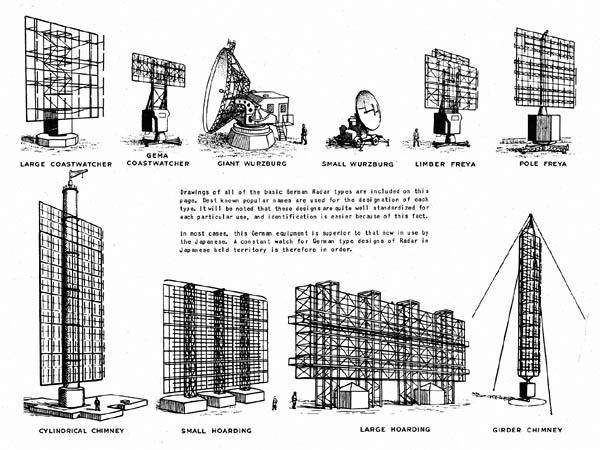 LARGE COASTWATCHER
GEMA
COASTWATCHER
GIANT WURZBURG
SMALL WURZBURG
LIMBER FREYA
POLE FREYA
Drawings of all of the basic German Radar types are included on this
page. Best known popular names are used for the designation of each
type. It will be noted that these designs are quite well standardized for
each particular use, and identification is easier because of this fact.
In most cases, this German equipment is superior to that now in use by
the Japanese. A constant watch for German type designs of Radar in
Japanese held territory is therefore in order.
CYLINDRICAL CHIMNEY
SMALL HOARDING
LARGE HOARDING
GIRDER CHIMNEY